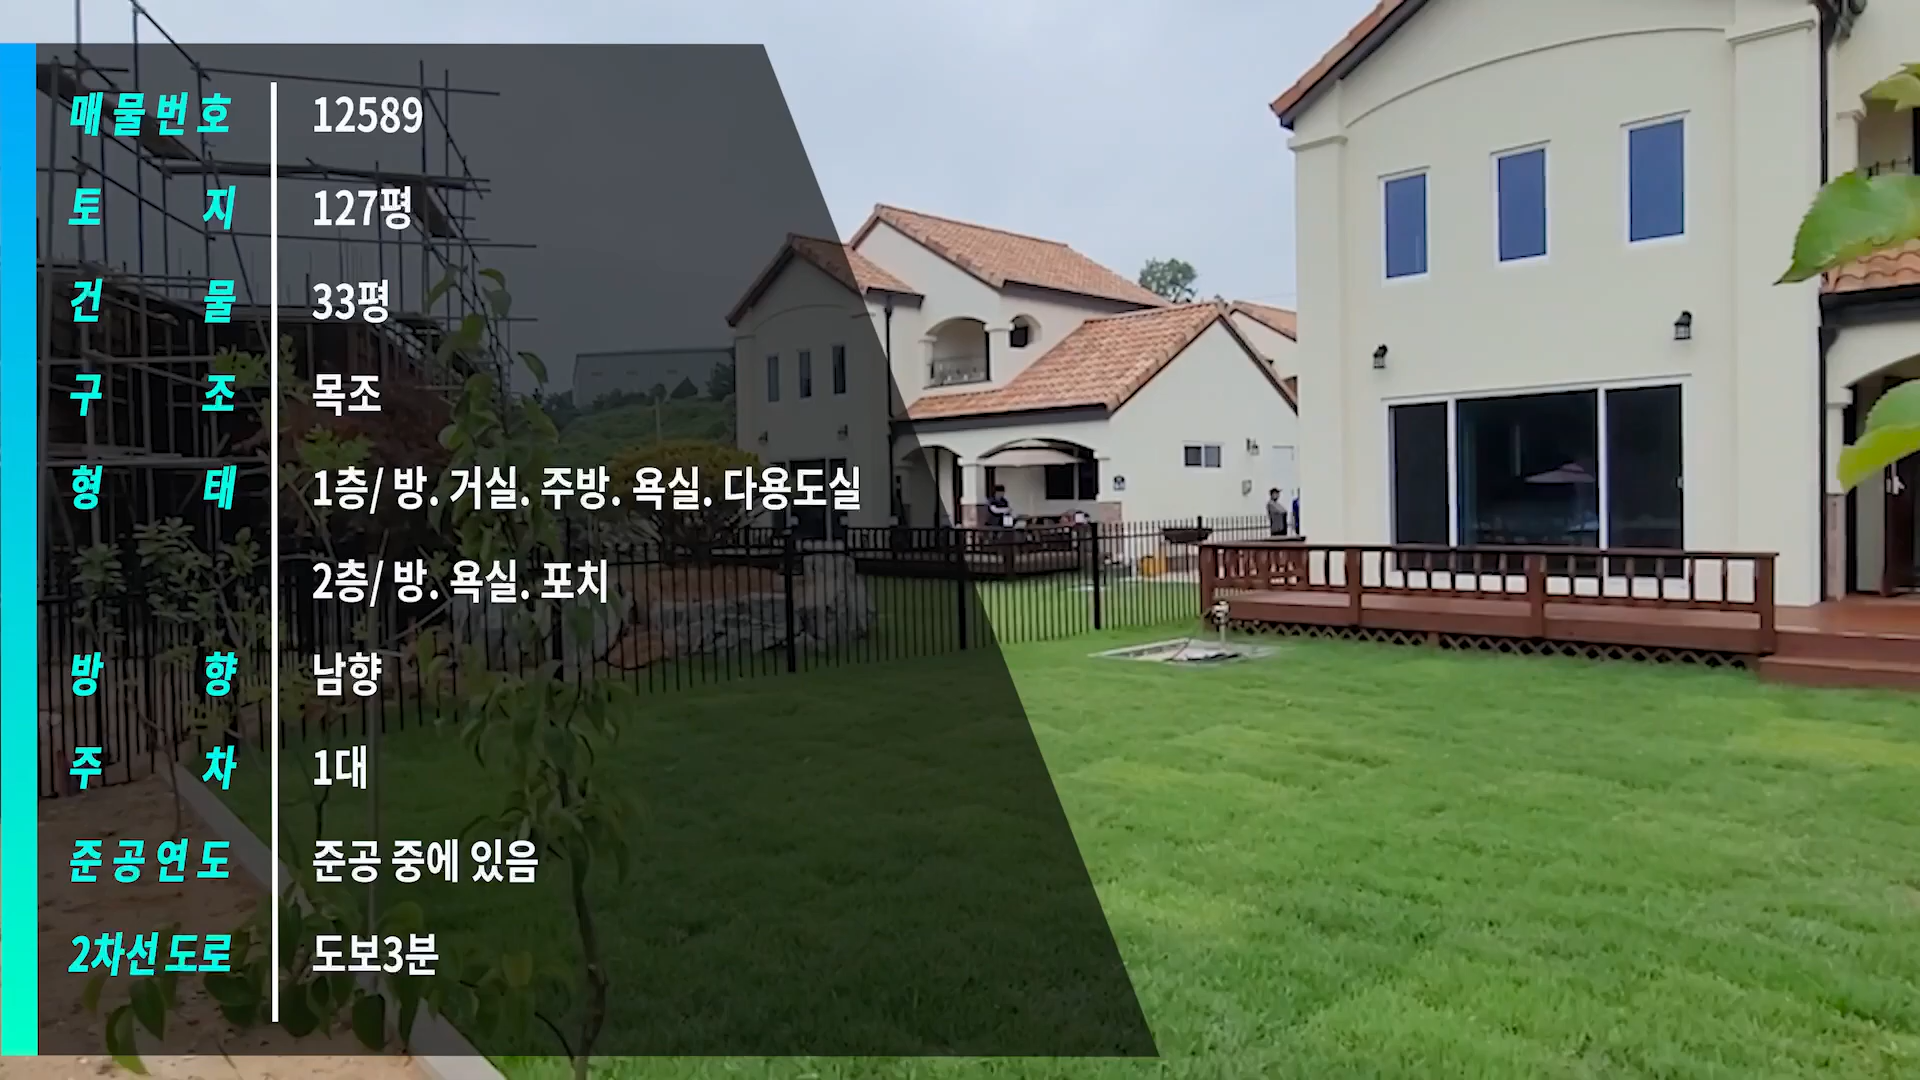 매물번호 12589
토지 127평
건물 33평
구조 목조
형태 1층/ 방. 거실. 주방. 욕실. 다용도실
2층/ 방. 욕실. 포치
방향 남향
주차 1대
준공연도 준공 중에 있음
2차선 도로 도보3분